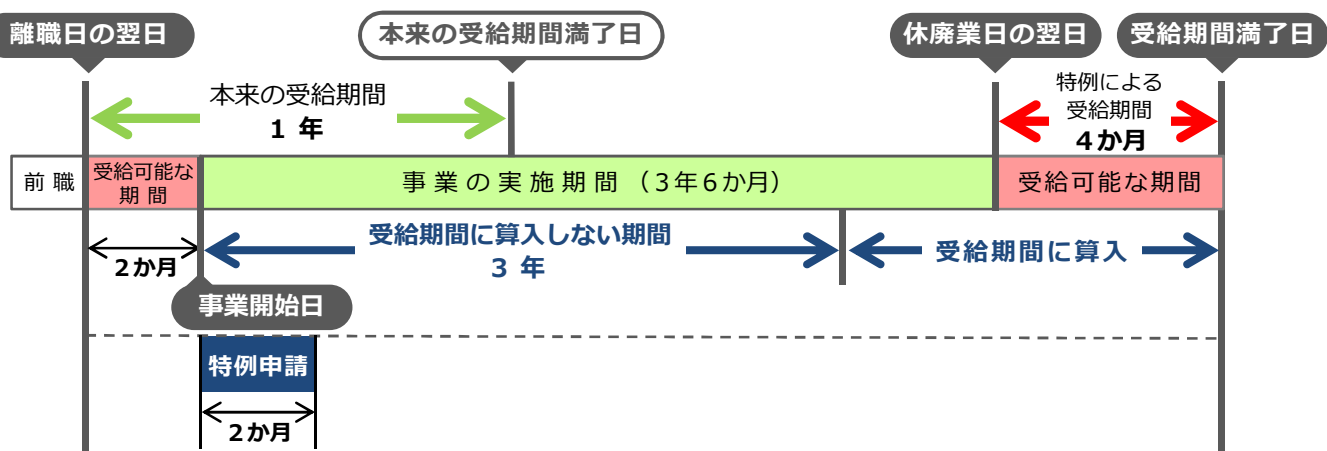 離職日の翌日
本来の受給期間満了日
休廃業日の翌日
受給期間満了日
本来の受給期間
1 年
特例による
受給期間
4か月
前 職
受給可能な
期 間
事 業 の 実 施 期 間 （3年6か月）
受給可能な期間
2か月
受給期間に算入しない期間
3 年
受給期間に算入
事業開始日
特例申請
2か月